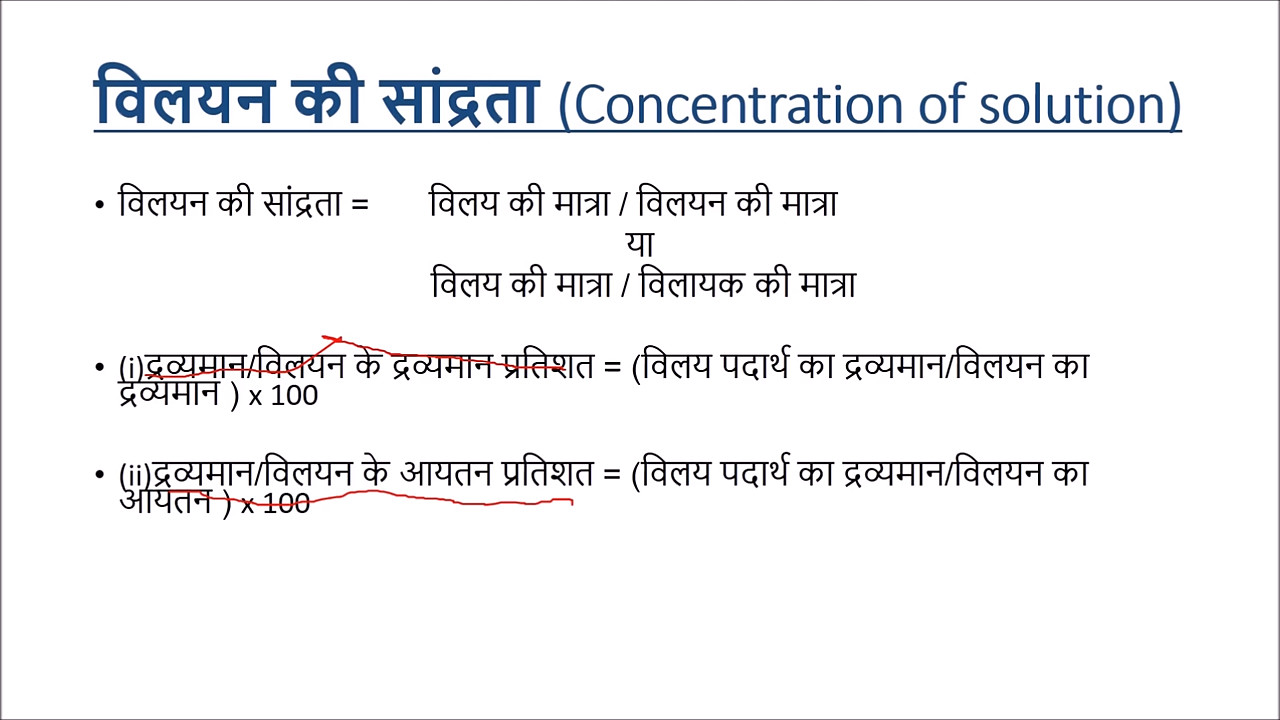 विलयन की सांद्रता (Concentration of solution)
• विलयन की सांद्रता = विलय की मात्रा / विलयन की मात्रा
या
विलय की मात्रा / विलायक की मात्रा
• (i)द्रव्यमान/विलयन के द्रव्यमान प्रतिशत = (विलय पदार्थ का द्रव्यमान/विलयन का
द्रव्यमान ) x 100
• (ii)द्रव्यमान/विलयन के आयतन प्रतिशत = (विलय पदार्थ का द्रव्यमान/विलयन का
आयतन ) x 100